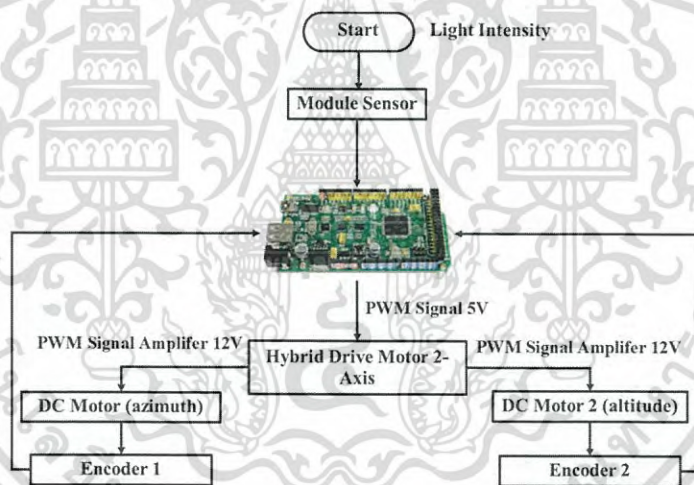 Start
Light Intensity
Module Sensor
PWM Signal 5V
PWM Signal Amplifer 12V
Hybrid Drive Motor 2-
Axis
PWM Signal Amplifer 12V
DC Motor (azimuth)
DC Motor 2 (altitude)
Encoder 1
Encoder 2